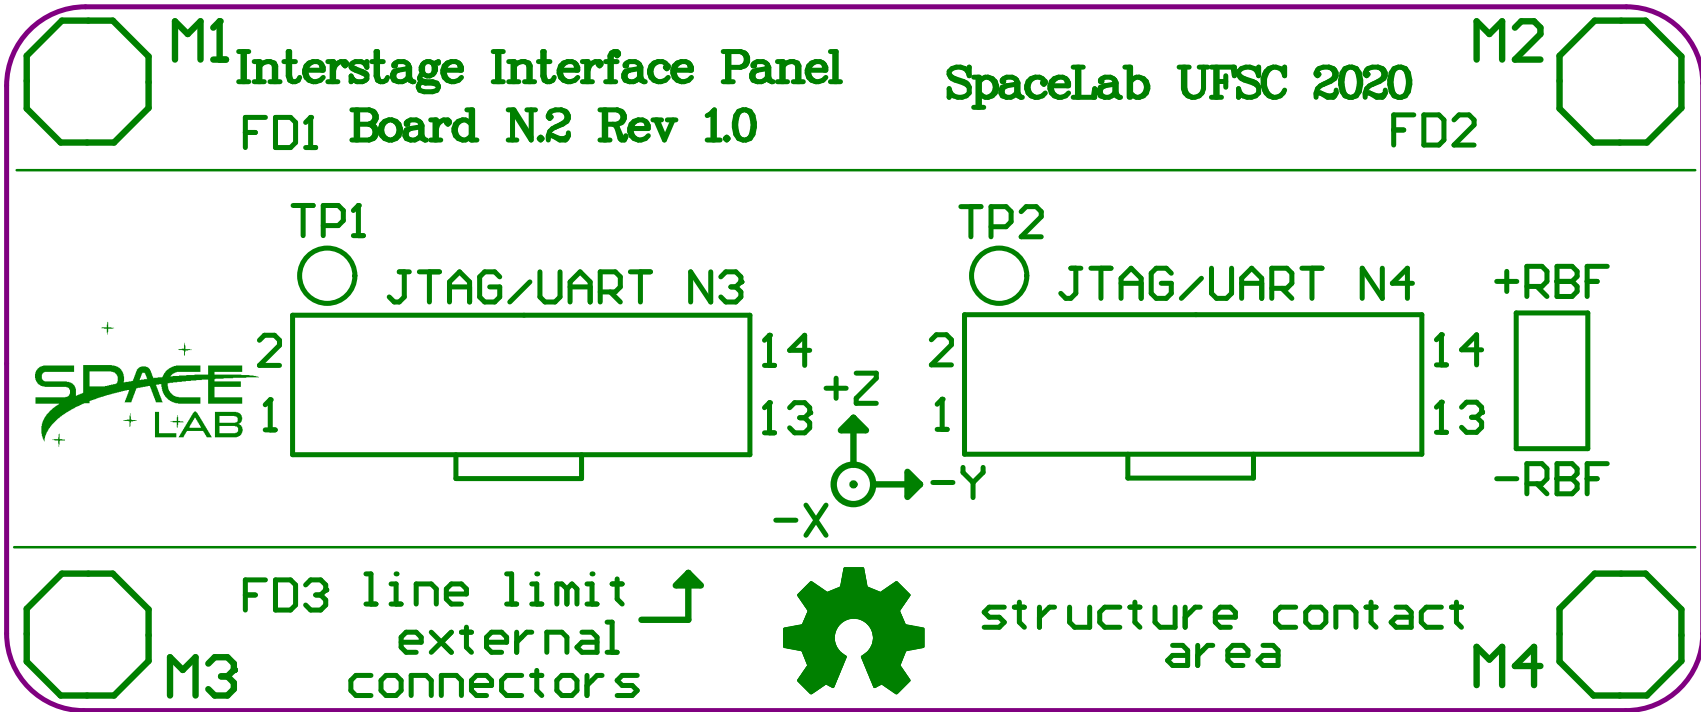 M1
Interstage Interface Panel
Board N.2 Rev 1.0
FD1
SpaceLab UFSC 2020
M2
FD2
TP1
JTAG/UART N3
2
1
14
13
SPACE
LAB
+Z
-Y
-X
TP2
JTAG/UART N4
2
1
14
13
+RBF
-RBF
FD3
M3
line limit
external
connectors
structure contact
area
M4